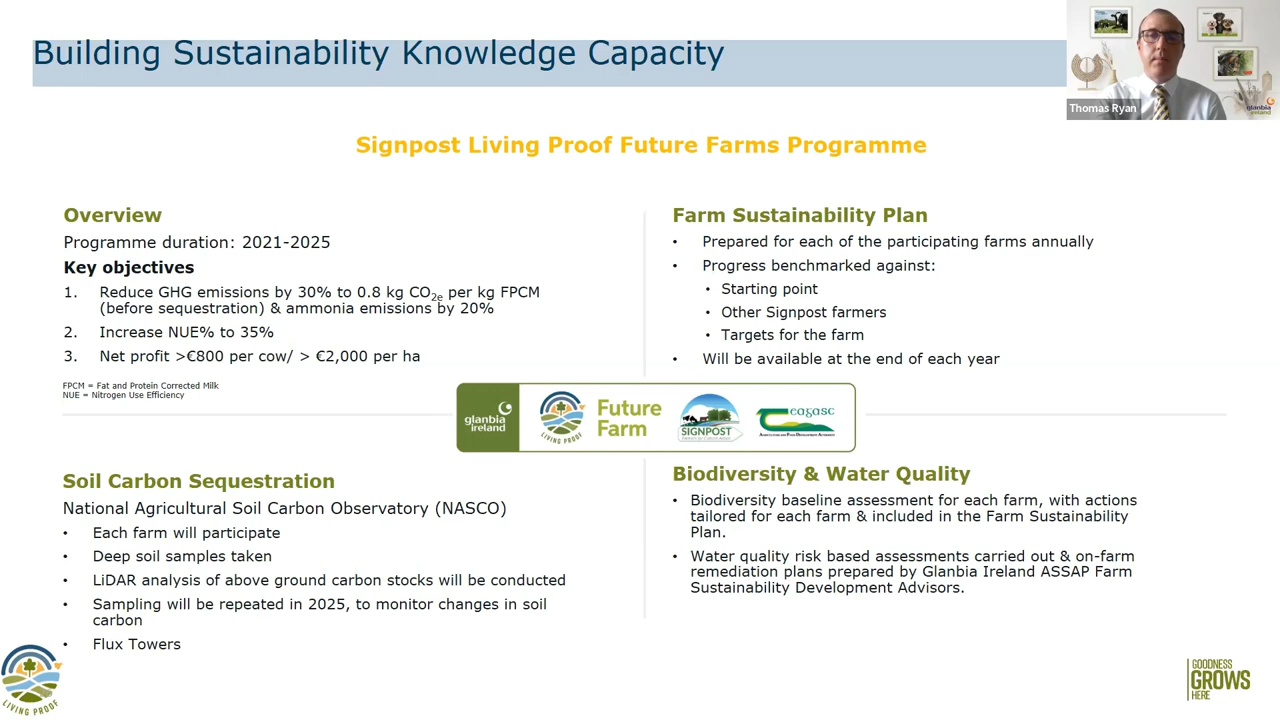 Building Sustainability Knowledge Capacity
Thomas Ryan
glanbia
ireland
Signpost Living Proof Future Farms Programme
Overview
Programme duration: 2021-2025
Key objectives
1. Reduce GHG emissions by 30% to 0.8 kg CO2e per kg FPCM
(before sequestration) & ammonia emissions by 20%
2. Increase NUE% to 35%
3. Net profit >€800 per cow/ > €2,000 per ha
FPCM = Fat and Protein Corrected Milk
NUE = Nitrogen Use Efficiency
Farm Sustainability Plan
• Prepared for each of the participating farms annually
• Progress benchmarked against:
• Starting point
• Other Signpost farmers
• Targets for the farm
• Will be available at the end of each year
glanbia
ireland
LIVING PROOF
Future
Farm
SIGNPOST
teagasc
AGRICULTURE AND FOOD DEVELOPMENT AUTHORITY
Soil Carbon Sequestration
National Agricultural Soil Carbon Observatory (NASCO)
• Each farm will participate
• Deep soil samples taken
• LiDAR analysis of above ground carbon stocks will be conducted
• Sampling will be repeated in 2025, to monitor changes in soil
carbon
• Flux Towers
Biodiversity & Water Quality
• Biodiversity baseline assessment for each farm, with actions
tailored for each farm & included in the Farm Sustainability
Plan.
• Water quality risk based assessments carried out & on-farm
remediation plans prepared by Glanbia Ireland ASSAP Farm
Sustainability Development Advisors.
LIVING PROOF
GOODNESS
GROWS
HERE